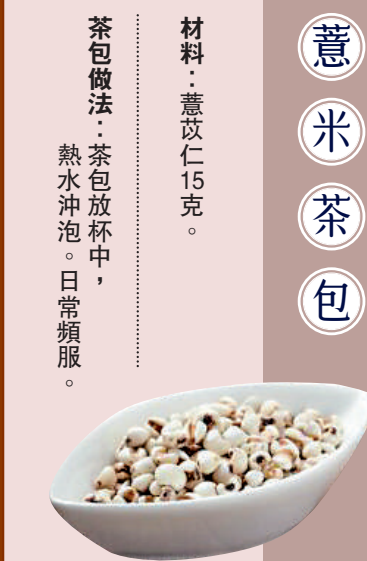 薏米茶包
材料：薏苡仁15克。
茶包做法：茶包放杯中，
熱水沖泡。日常頻服。